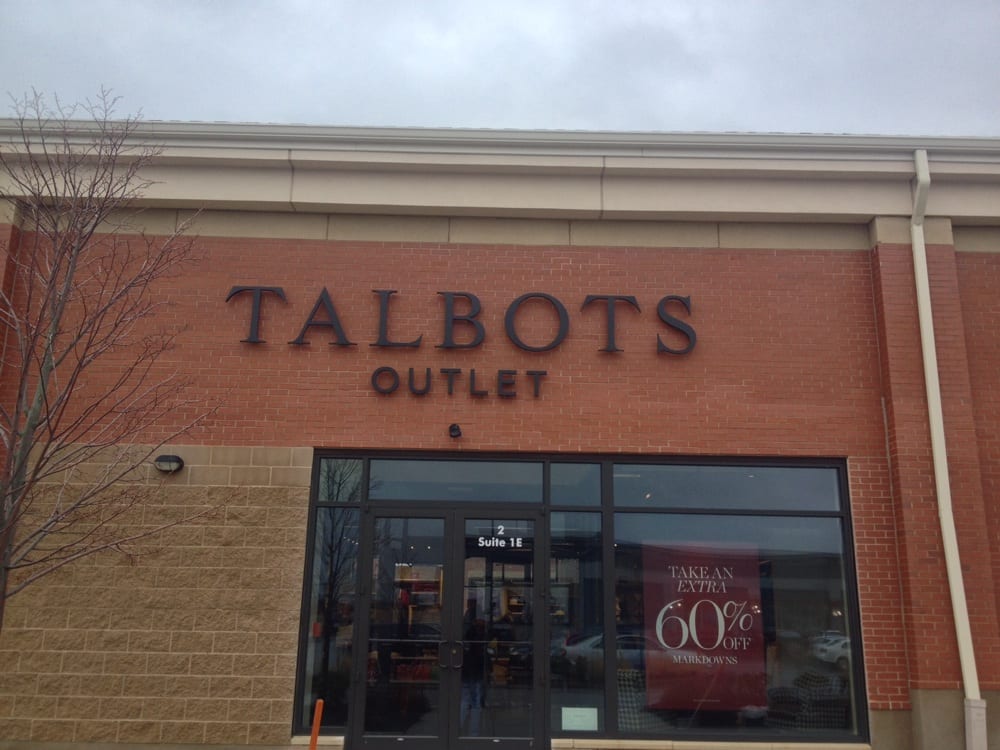 TALBOTS
OUTLET
2
Suite 1E
TAKE AN
EXTRA
60% OFF
MARKDOWNS